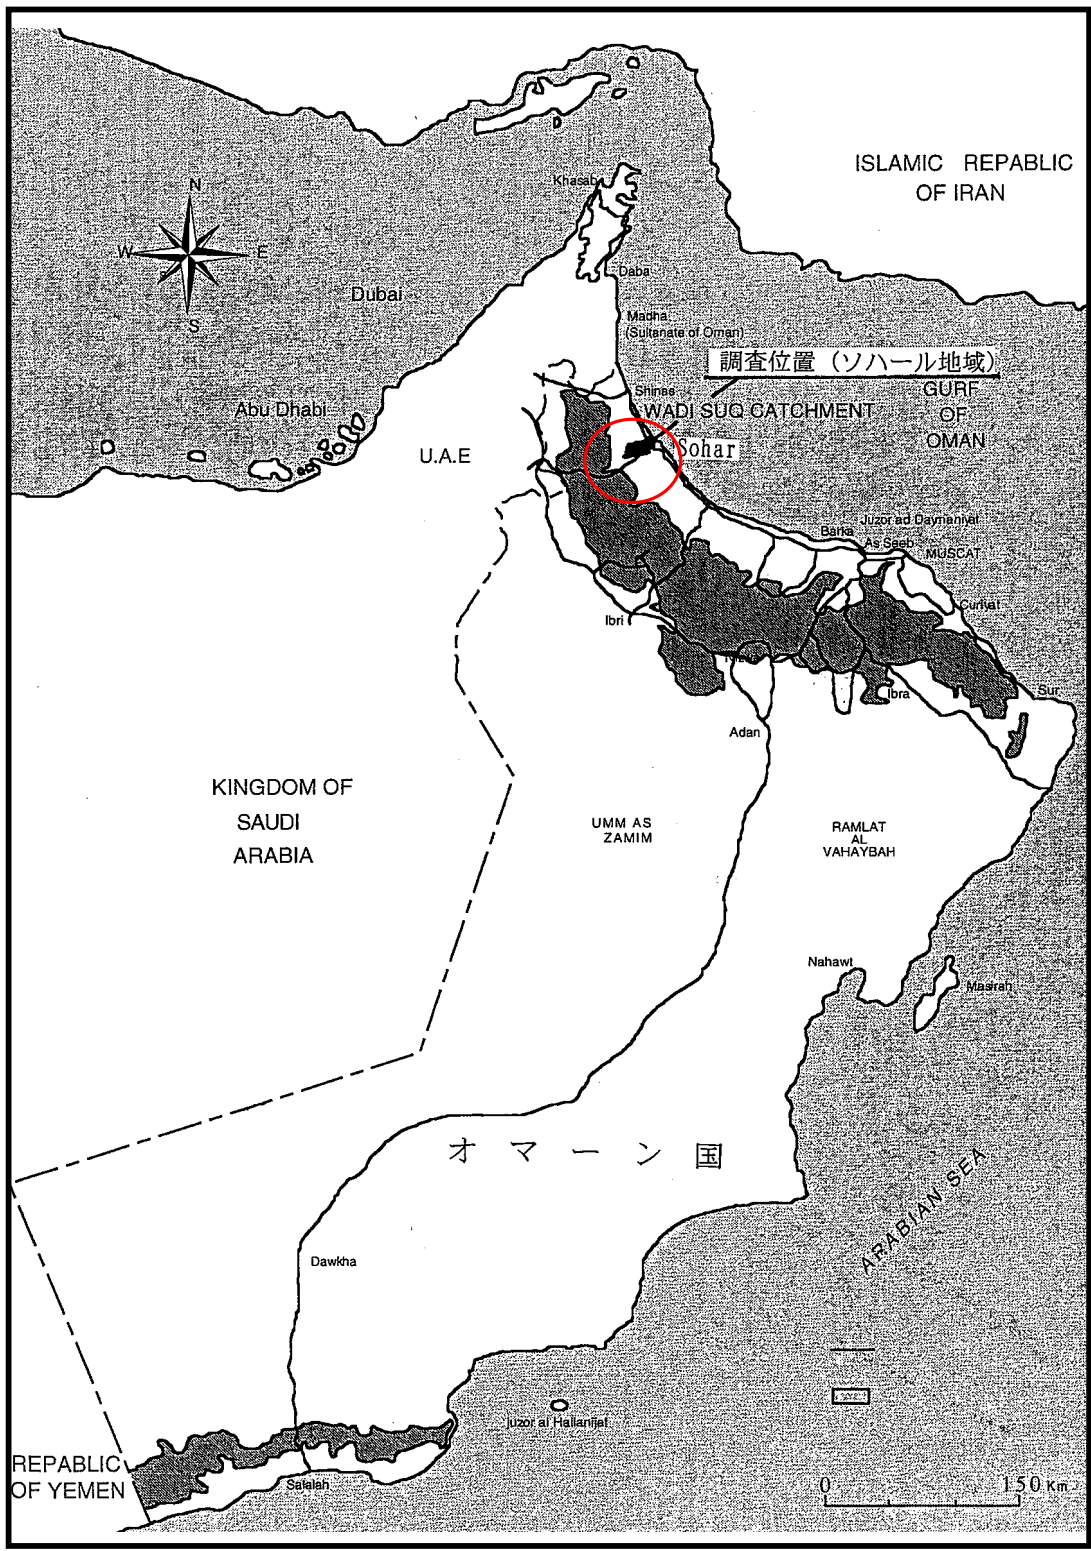 ISLAMIC REPABLIC
OF IRAN
N
W
E
S
Khasab
Daba
Dubai
Madha
(Sultanate of Oman)
調査位置（ソハール地域）
Shinas
GURF
OF
OMAN
WADI SUQ CATCHMENT
Abu Dhabi
U.A.E
Sohar
Juzor ad Daymaniyat
Barka
As Seeb
MUSCAT
Curiyat
Ibri
Ibra
Sur
Adan
KINGDOM OF
SAUDI
ARABIA
UMM AS
ZAMIM
RAMLAT
AL
VAHAYBAH
Nahawt
Masirah
オマーン国
ARABIAN SEA
Dawkha
Juzor al Hallanijat
REPABLIC
OF YEMEN
Salalah
0
150 Km